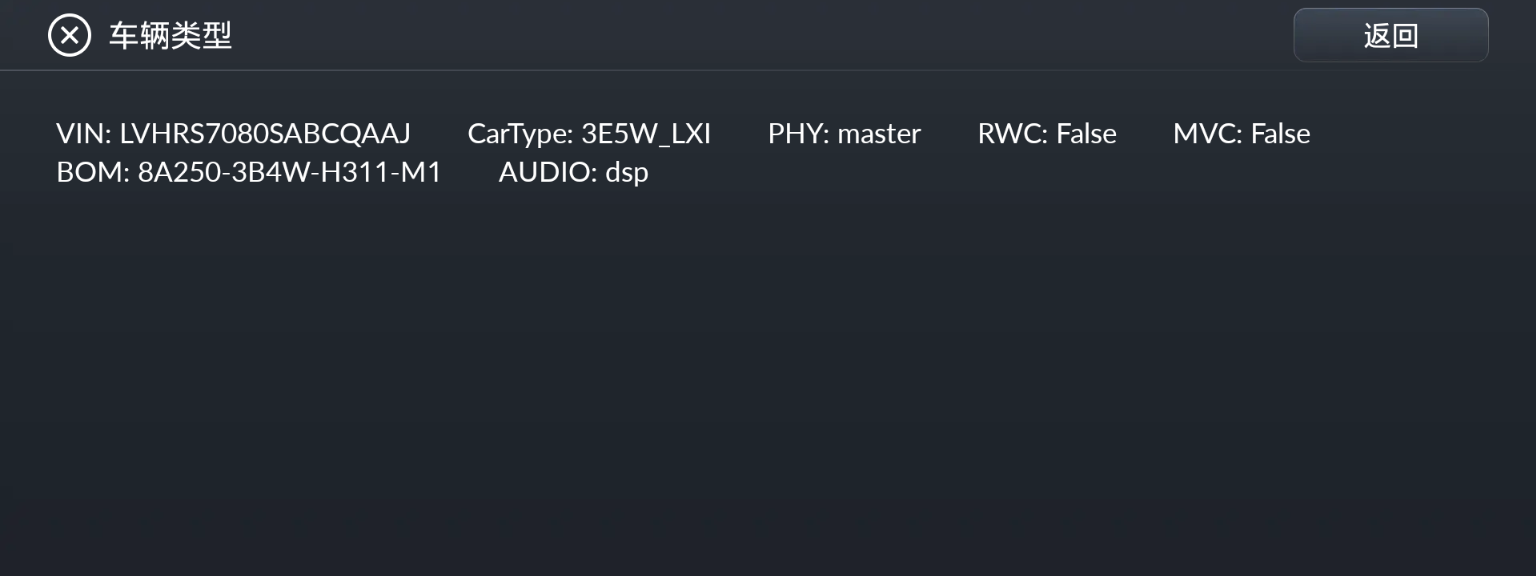 车辆类型
返回
VIN: LVHRS7080SABCQAAJ CarType: 3E5W_LXI PHY: master RWC: False MVC: False
BOM: 8A250-3B4W-H311-M1 AUDIO: dsp